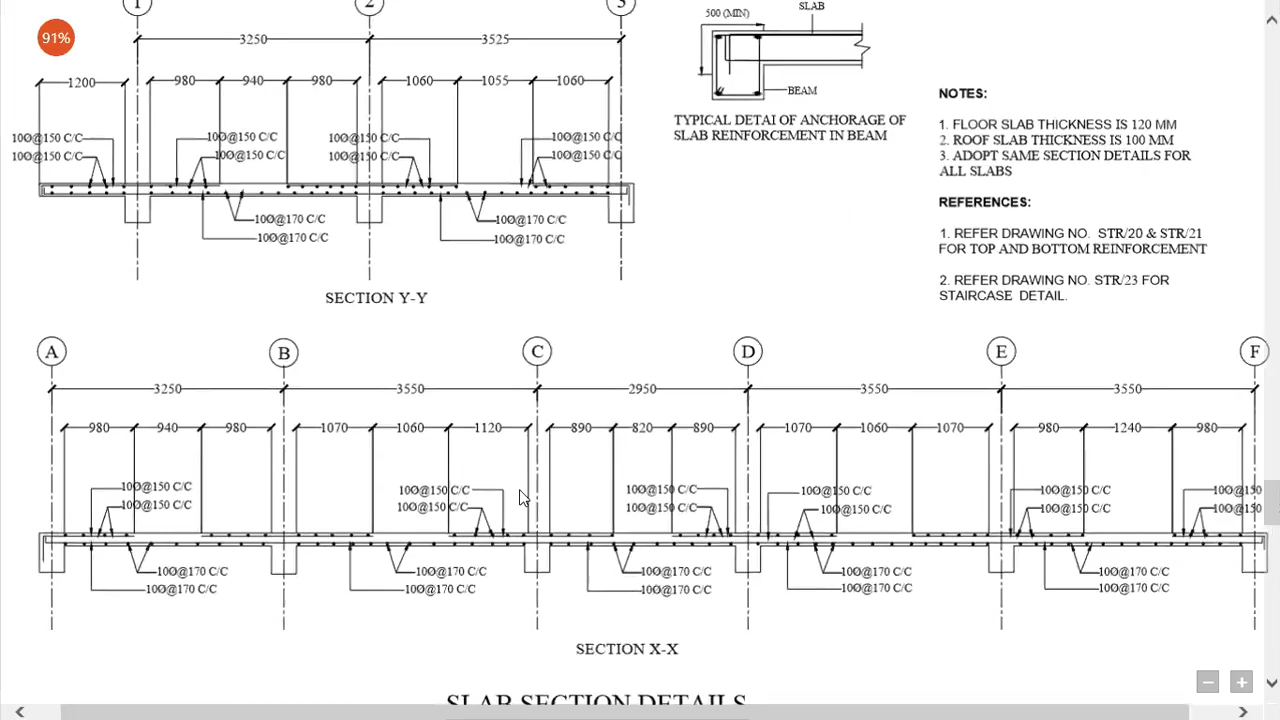 1 2 3
91%
3250 3525
1200 980 940 980 1060 1055 1060
10Ø@150 C/C 10Ø@150 C/C 10Ø@150 C/C 10Ø@150 C/C
10Ø@150 C/C 10Ø@150 C/C 10Ø@150 C/C 10Ø@150 C/C
10Ø@170 C/C 10Ø@170 C/C
10Ø@170 C/C 10Ø@170 C/C
SECTION Y-Y
500 (MIN)
SLAB
BEAM
TYPICAL DETAI OF ANCHORAGE OF
SLAB REINFORCEMENT IN BEAM
NOTES:
1. FLOOR SLAB THICKNESS IS 120 MM
2. ROOF SLAB THICKNESS IS 100 MM
3. ADOPT SAME SECTION DETAILS FOR
ALL SLABS
REFERENCES:
1. REFER DRAWING NO. STR/20 & STR/21
FOR TOP AND BOTTOM REINFORCEMENT
2. REFER DRAWING NO. STR/23 FOR
STAIRCASE DETAIL.
A B C D E F
3250 3550 2950 3550 3550
980 940 980 1070 1060 1120 890 820 890 1070 1060 1070 980 1240 980
10Ø@150 C/C 10Ø@150 C/C 10Ø@150 C/C 10Ø@150 C/C 10Ø@150 C/C 10Ø@150
10Ø@150 C/C 10Ø@150 C/C 10Ø@150 C/C 10Ø@150 C/C 10Ø@150 C/C 10Ø@150
10Ø@170 C/C 10Ø@170 C/C 10Ø@170 C/C 10Ø@170 C/C 10Ø@170 C/C
10Ø@170 C/C 10Ø@170 C/C 10Ø@170 C/C 10Ø@170 C/C 10Ø@170 C/C
SECTION X-X
SLAB SECTION DETAILS